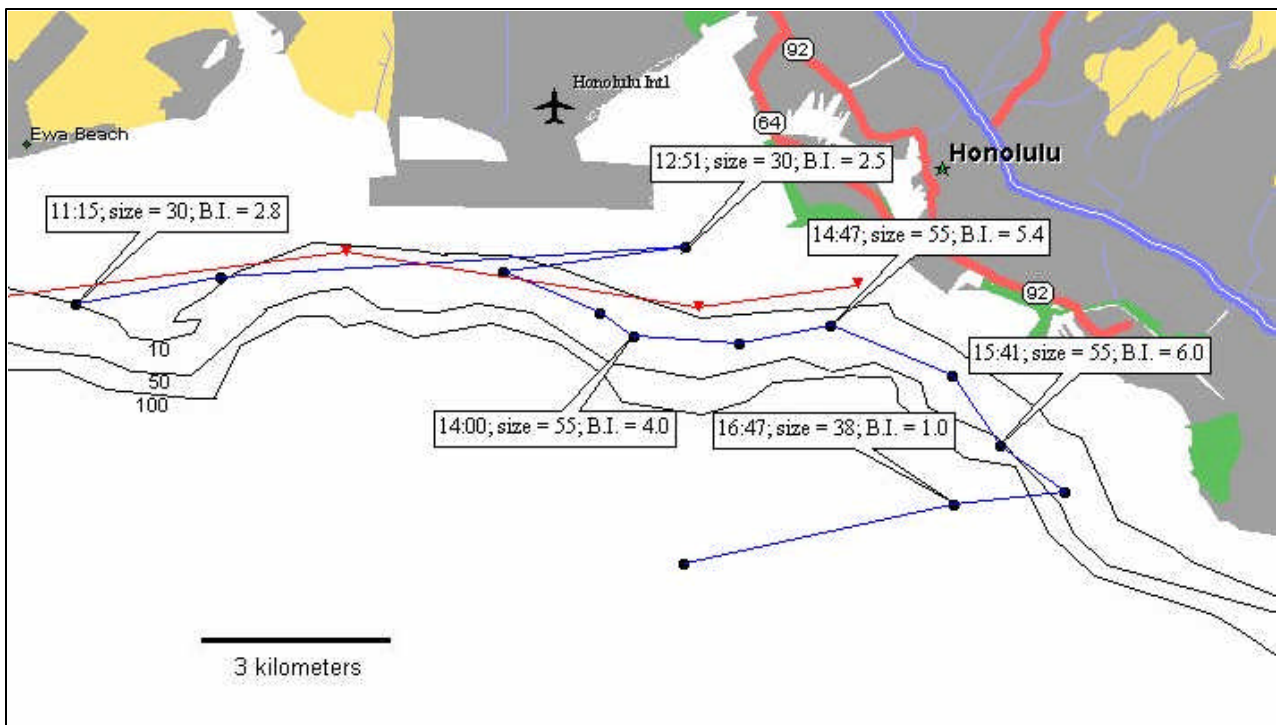 92
Honolulu Intl
64
Ewa Beach
Honolulu
12:51; size = 30; B.I. = 2.5
11:15; size = 30; B.I. = 2.8
14:47; size = 55; B.I. = 5.4
92
10
15:41; size = 55; B.I. = 6.0
50
100
14:00; size = 55; B.I. = 4.0
16:47; size = 38; B.I. = 1.0
3 kilometers